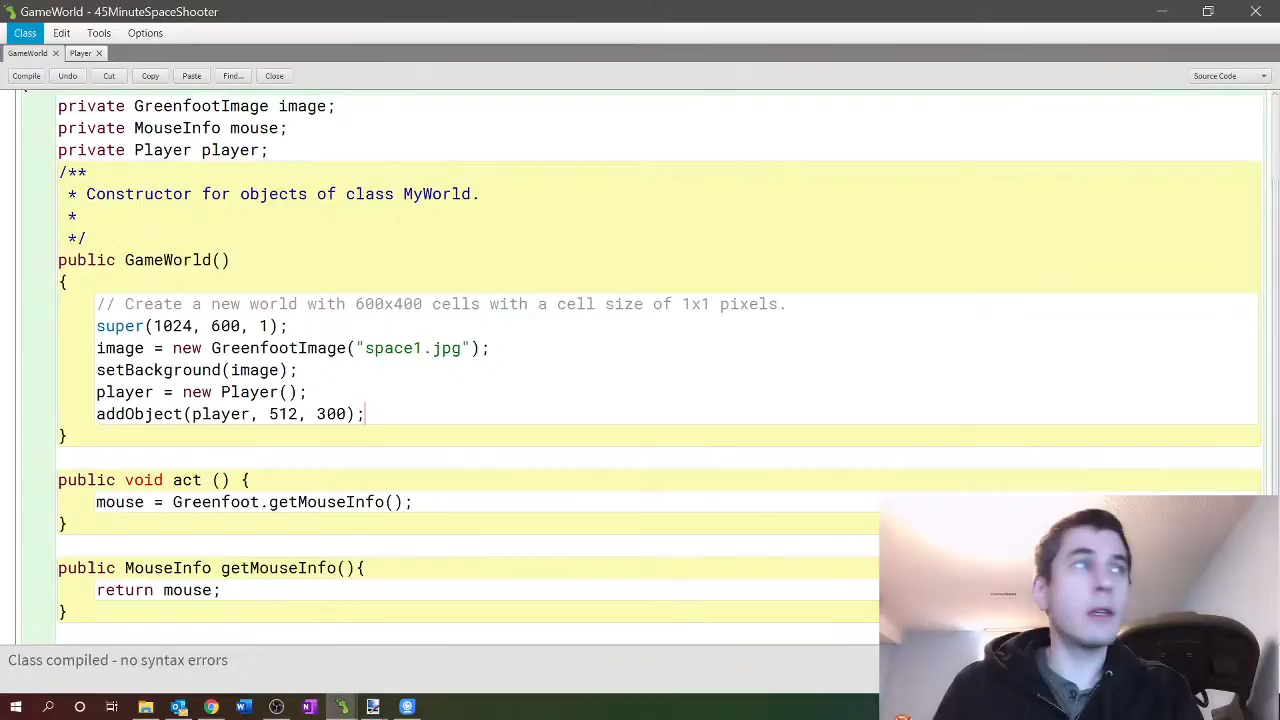 GameWorld - 45MinuteSpaceShooter
Class Edit Tools Options
GameWorld Player
Compile Undo Cut Copy Paste Find... Close Source Code
private GreenfootImage image;
private MouseInfo mouse;
private Player player;
/**
* Constructor for objects of class MyWorld.
*
*/
public GameWorld()
{
// Create a new world with 600x400 cells with a cell size of 1x1 pixels.
super(1024, 600, 1);
image = new GreenfootImage("space1.jpg");
setBackground(image);
player = new Player();
addObject(player, 512, 300);
}
public void act () {
mouse = Greenfoot.getMouseInfo();
}
public MouseInfo getMouseInfo(){
return mouse;
}
Class compiled - no syntax errors